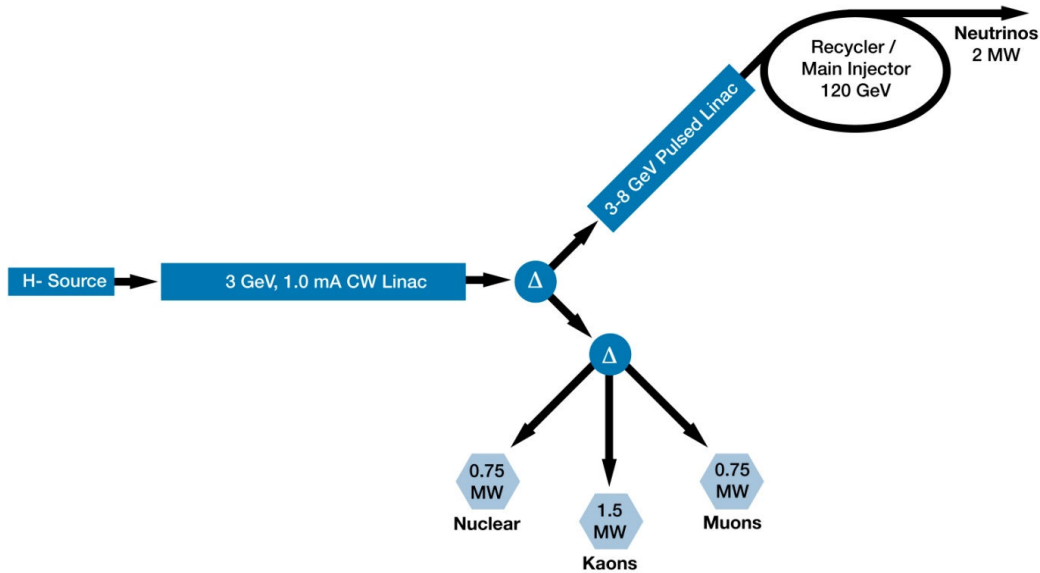 H- Source
3 GeV, 1.0 mA CW Linac
Δ
3-8 GeV Pulsed Linac
Recycler /
Main Injector
120 GeV
Neutrinos
2 MW
Δ
0.75
MW
Nuclear
1.5
MW
Kaons
0.75
MW
Muons